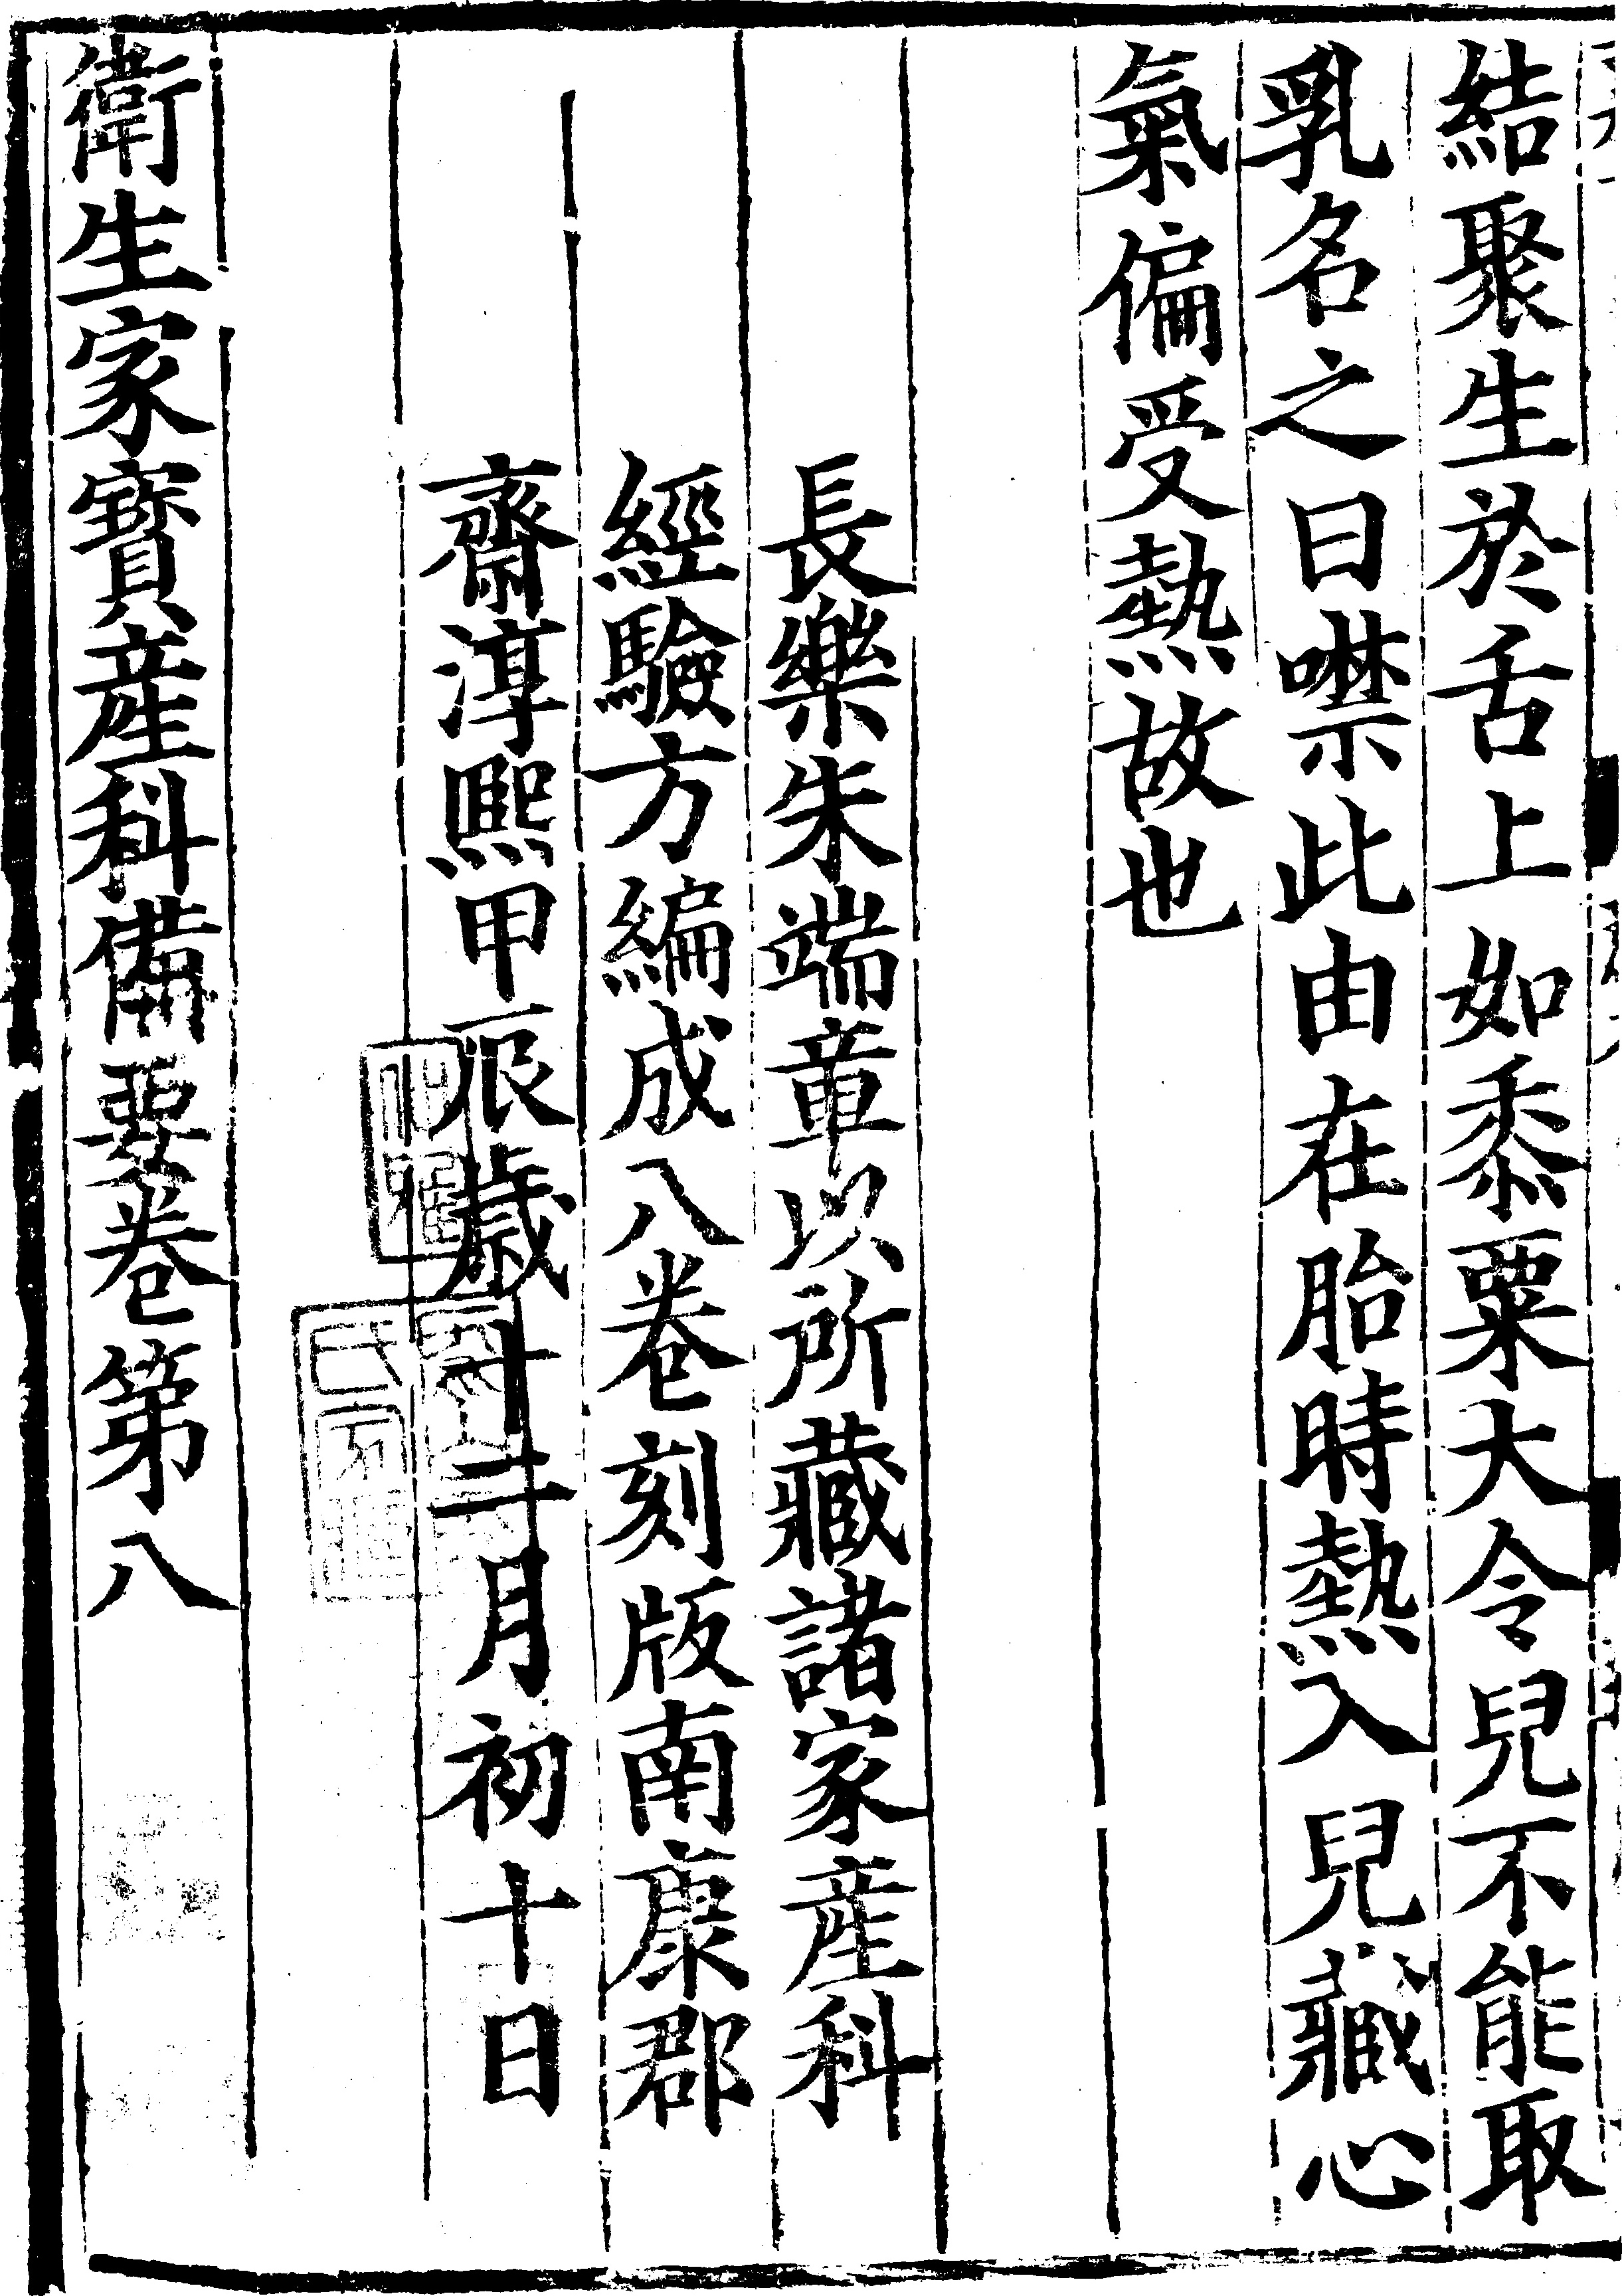 結聚生於舌上如黍粟大令兒不能取
乳名之曰噤此由在胎時熱入兒藏心
氣偏受熱故也
長樂朱端章以所藏諸家産科
經驗方編成八卷刻版南康郡
齋淳熙甲辰歳十二月初十日
衛生家寶産科備要卷第八